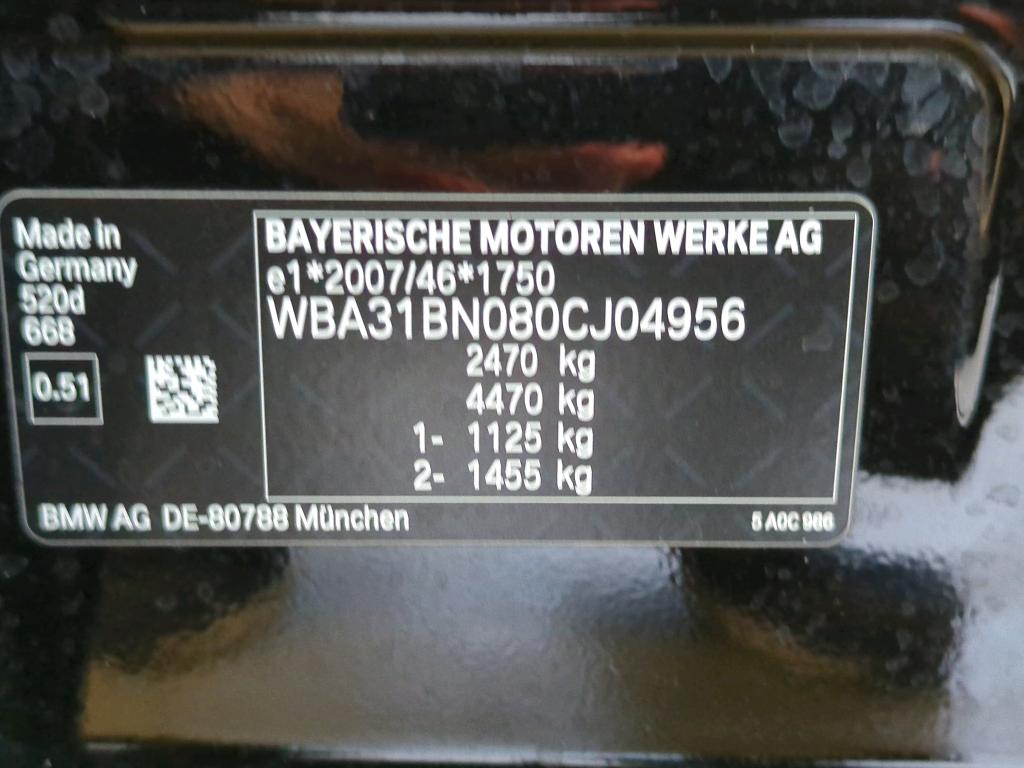 Made in
Germany
520d
668
0.51
BAYERISCHE MOTOREN WERKE AG
e1*2007/46*1750
WBA31BN080CJ04956
2470 kg
4470 kg
1- 1125 kg
2- 1455 kg
BMW AG DE-80788 München
5 A0C 986